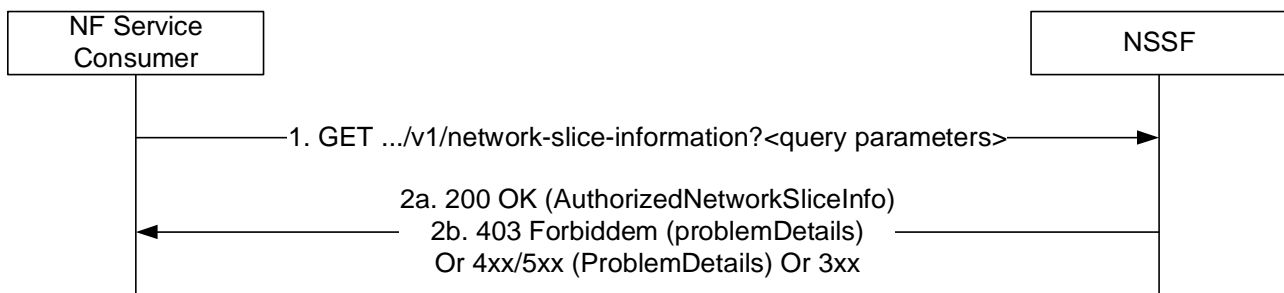 NF Service
Consumer
NSSF
1. GET .../v1/network-slice-information?<query parameters>
2a. 200 OK (AuthorizedNetworkSliceInfo)
2b. 403 Forbiddem (problemDetails)
Or 4xx/5xx (ProblemDetails) Or 3xx